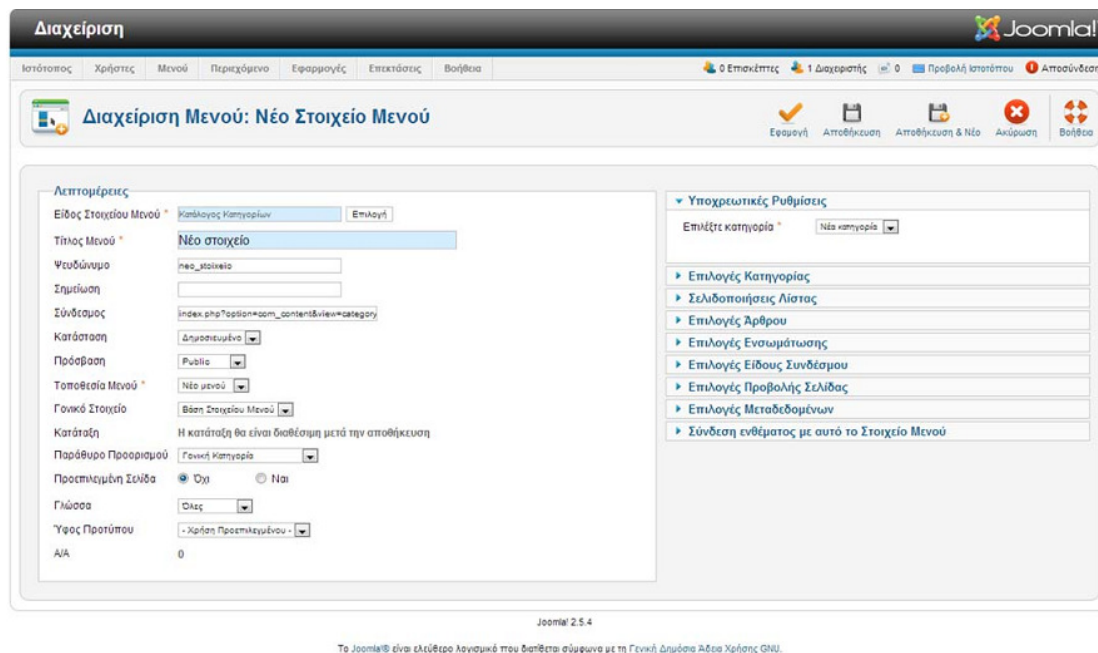 Διαχείριση
Joomla!
Ιστότοπος Χρήστες Μενού Περιεχόμενο Εφαρμογές Επεκτάσεις Βοήθεια 0 Επισκέπτες 1 Διαχειριστής 0 Προβολή Ιστοτόπου Αποσύνδεση
Διαχείριση Μενού: Νέο Στοιχείο Μενού
Εφαμογή Αποθήκευση Αποθήκευση & Νέο Ακύρωση Βοήθεια
Λεπτομέρειες
Είδος Στοιχείου Μενού * Κατάλογος Κατηγορίων Επιλογή
Τίτλος Μενού * Νέο στοιχείο
Ψευδώνυμο neo_stoixeio
Σημείωση
Σύνδεσμος index.php?option=com_content&view=category
Κατάσταση Δημοσιευμένο
Πρόσβαση Public
Τοποθεσία Μενού * Νέο μενού
Γονικό Στοιχείο Βάση Στοιχείου Μενού
Κατάταξη Η κατάταξη θα είναι διαθέσιμη μετά την αποθήκευση
Παράθυρο Προορισμού Γονική Κατηγορία
Προεπιλεγμένη Σελίδα Όχι Ναι
Γλώσσα Όλες
Ύφος Προτύπου - Χρήση Προεπιλεγμένου -
Α/Α 0
Υποχρεωτικές Ρυθμίσεις
Επιλέξτε κατηγορία * Νέα κατηγορία
Επιλογές Κατηγορίας
Σελιδοποιήσεις Λίστας
Επιλογές Άρθρου
Επιλογές Ενσωμάτωσης
Επιλογές Είδους Συνδέσμου
Επιλογές Προβολής Σελίδας
Επιλογές Μεταδεδομένων
Σύνδεση ενθέματος με αυτό το Στοιχείο Μενού
Joomla! 2.5.4
Το Joomla!® είναι ελεύθερο λογισμικό που διατίθεται σύμφωνα με τη Γενική Δημόσια Άδεια Χρήσης GNU.